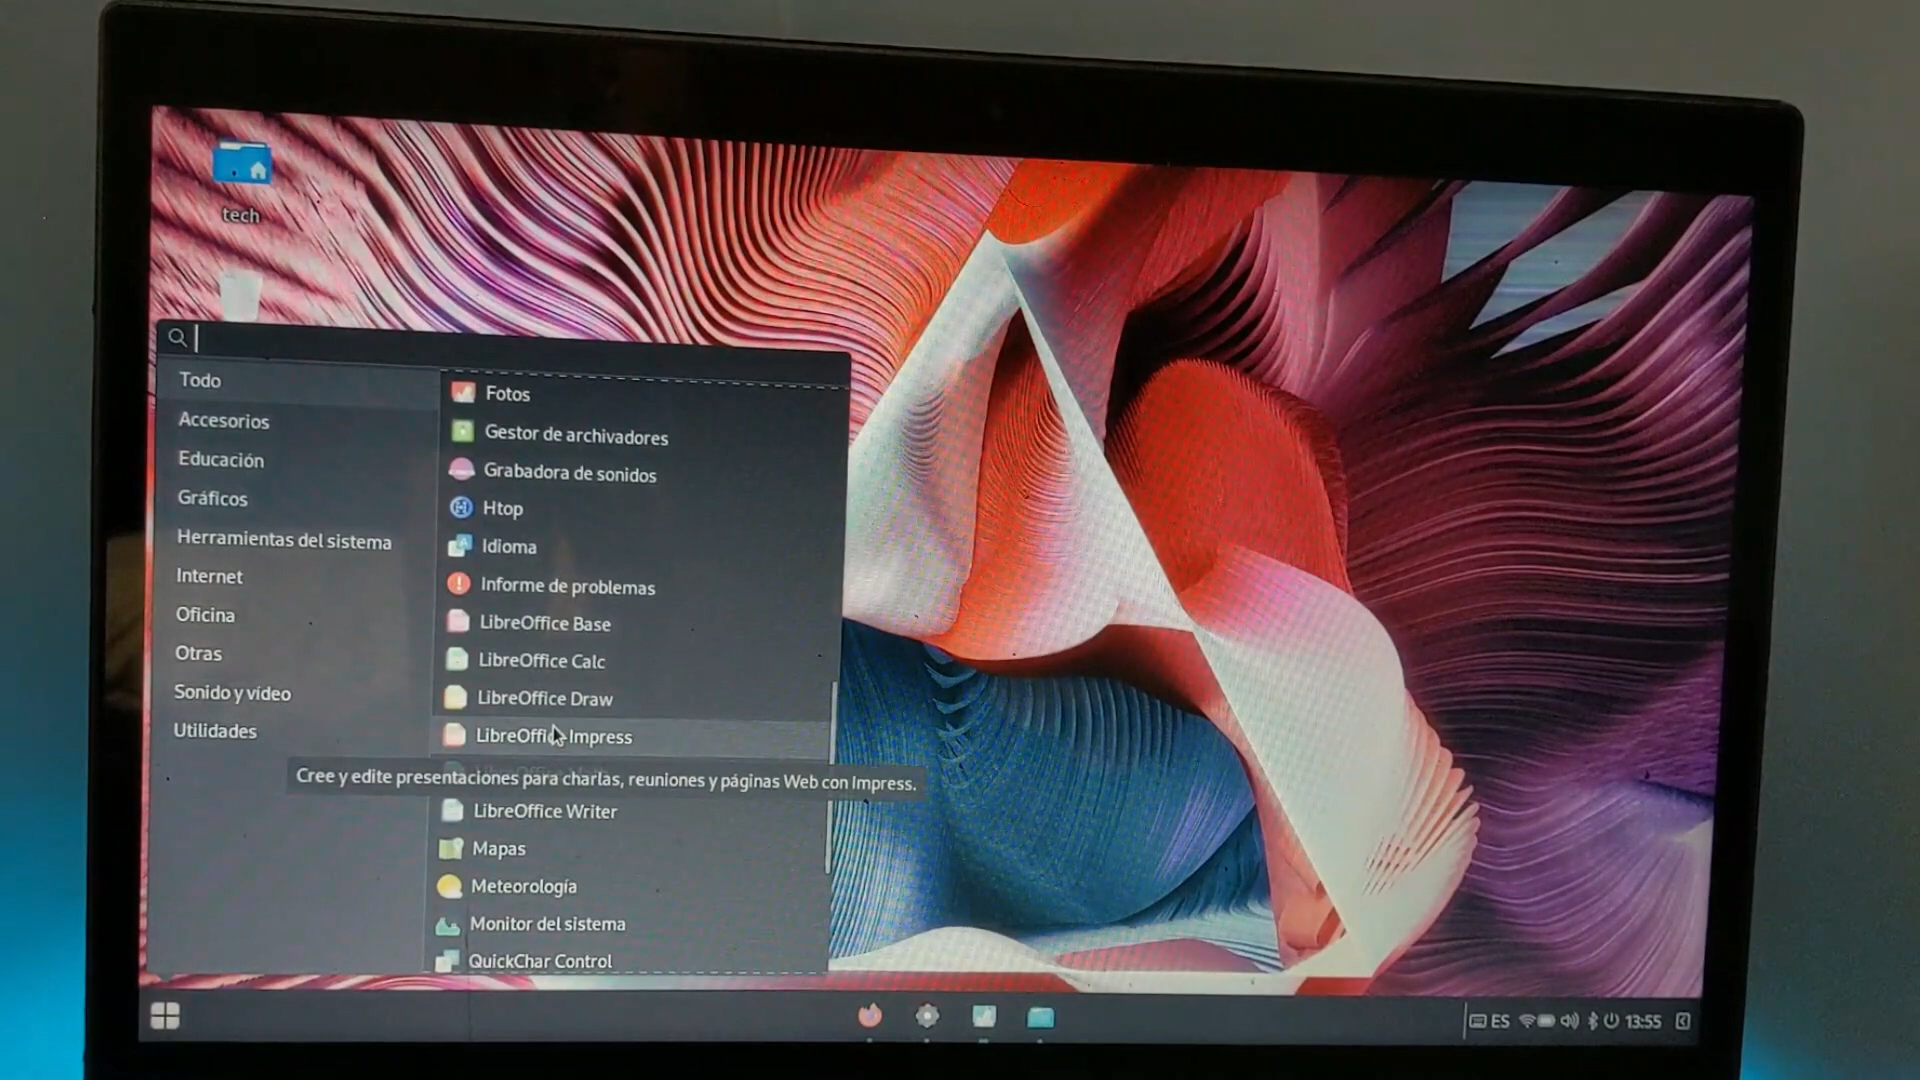 tech
Todo
Accesorios
Educación
Gráficos
Herramientas del sistema
Internet
Oficina
Otras
Sonido y vídeo
Utilidades
Fotos
Gestor de archivadores
Grabadora de sonidos
Htop
Idioma
Informe de problemas
LibreOffice Base
LibreOffice Calc
LibreOffice Draw
LibreOffice Impress
Cree y edite presentaciones para charlas, reuniones y páginas Web con Impress.
LibreOffice Writer
Mapas
Meteorología
Monitor del sistema
QuickChar Control
ES 13:55